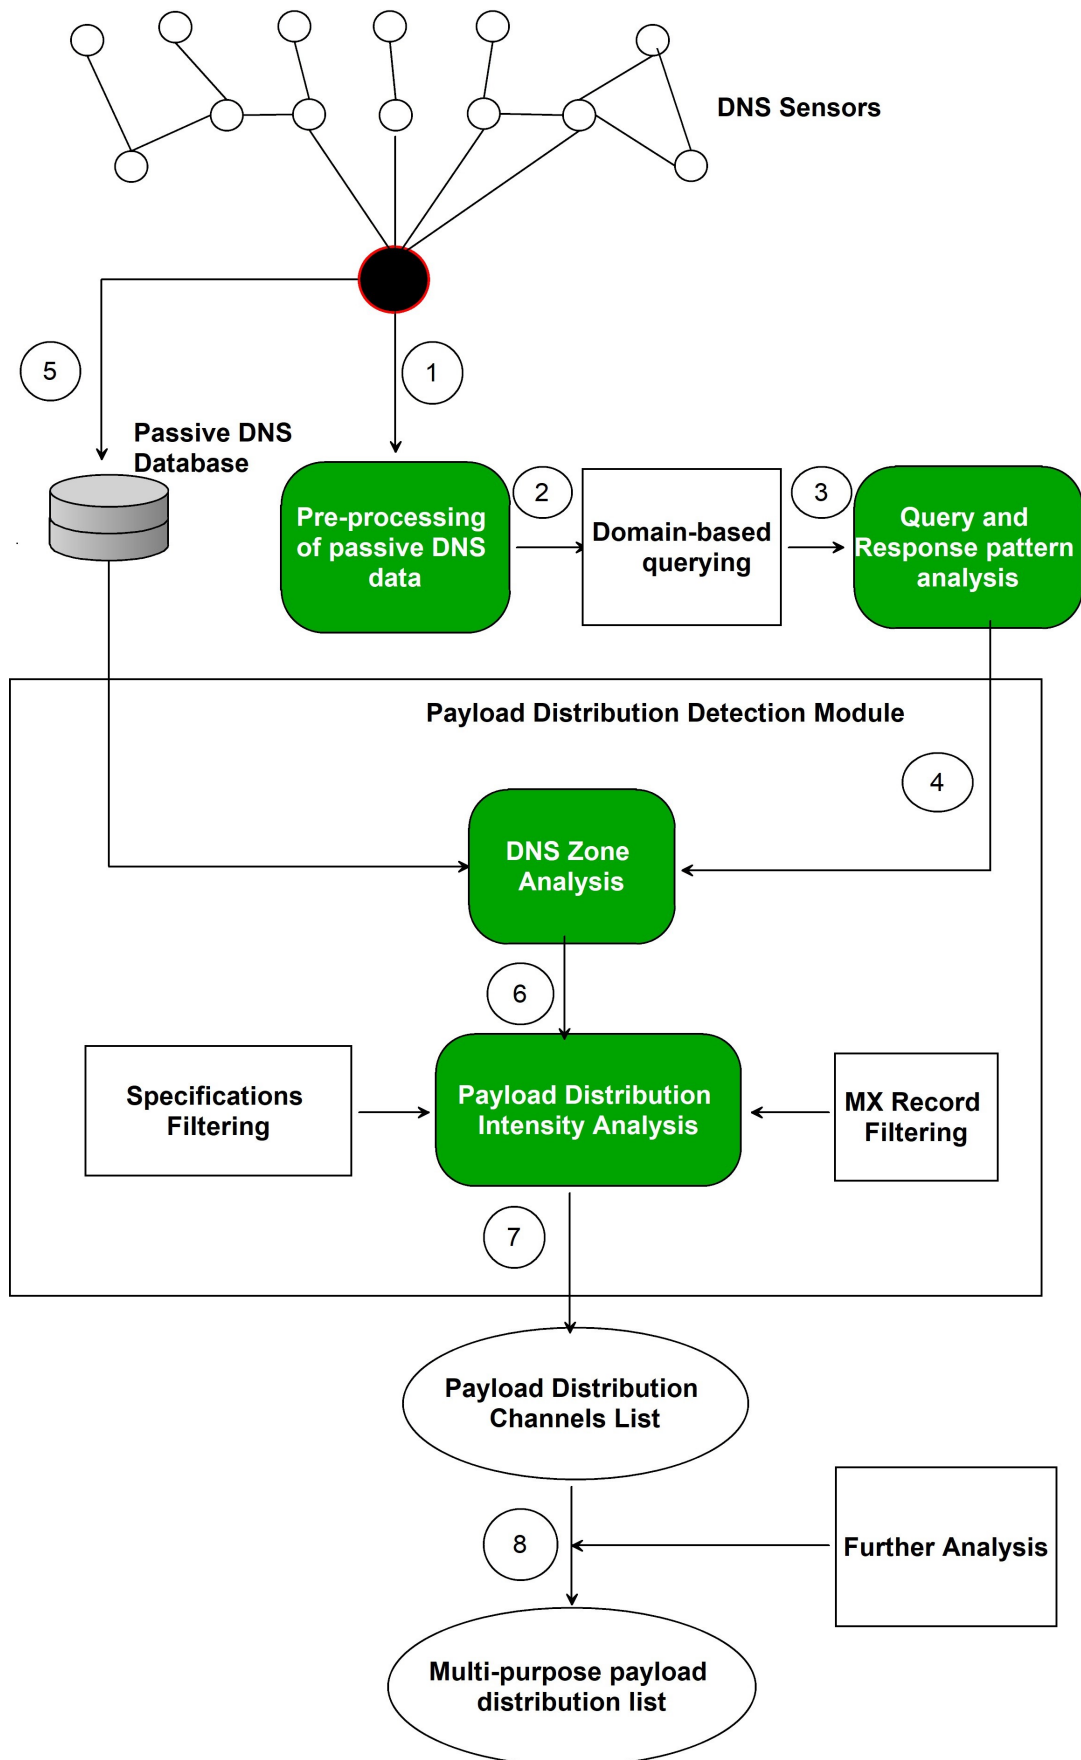 DNS Sensors
5
1
Passive DNS
Database
Pre-processing
of passive DNS
data
2
Domain-based
querying
3
Query and
Response pattern
analysis
Payload Distribution Detection Module
4
DNS Zone
Analysis
6
Specifications
Filtering
Payload Distribution
Intensity Analysis
MX Record
Filtering
7
Payload Distribution
Channels List
8
Further Analysis
Multi-purpose payload
distribution list